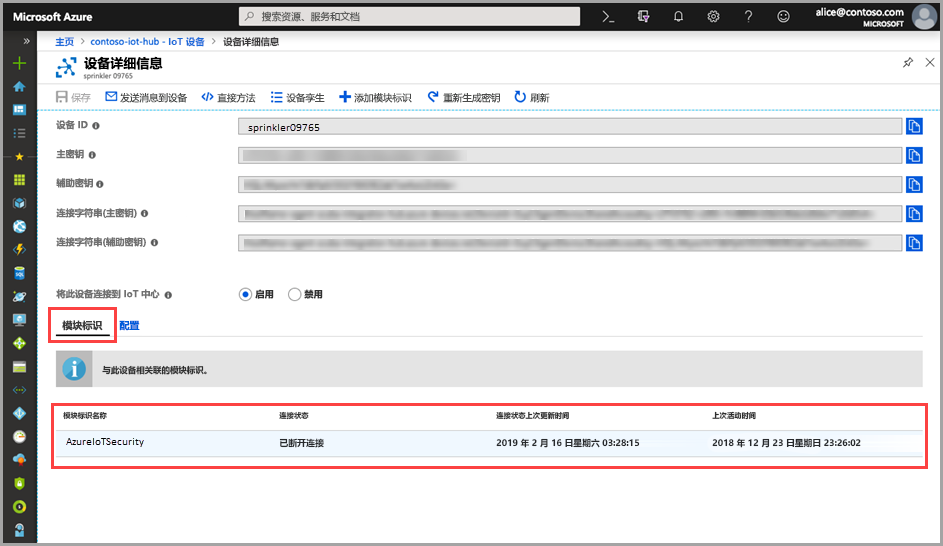 Microsoft Azure
搜索资源、服务和文档
alice@contoso.com
MICROSOFT
主页 > contoso-iot-hub - IoT 设备 > 设备详细信息
设备详细信息
sprinkler 09765
保存 发送消息到设备 直接方法 设备孪生 添加模块标识 重新生成密钥 刷新
设备 ID
sprinkler09765
主密钥
辅助密钥
连接字符串(主密钥)
连接字符串(辅助密钥)
将此设备连接到 IoT 中心 启用 禁用
模块标识 配置
与此设备相关联的模块标识。
模块标识名称 连接状态 连接状态上次更新时间 上次活动时间
AzureIoTSecurity 已断开连接 2019 年 2 月 16 日星期六 03:28:15 2018 年 12 月 23 日星期日 23:26:02